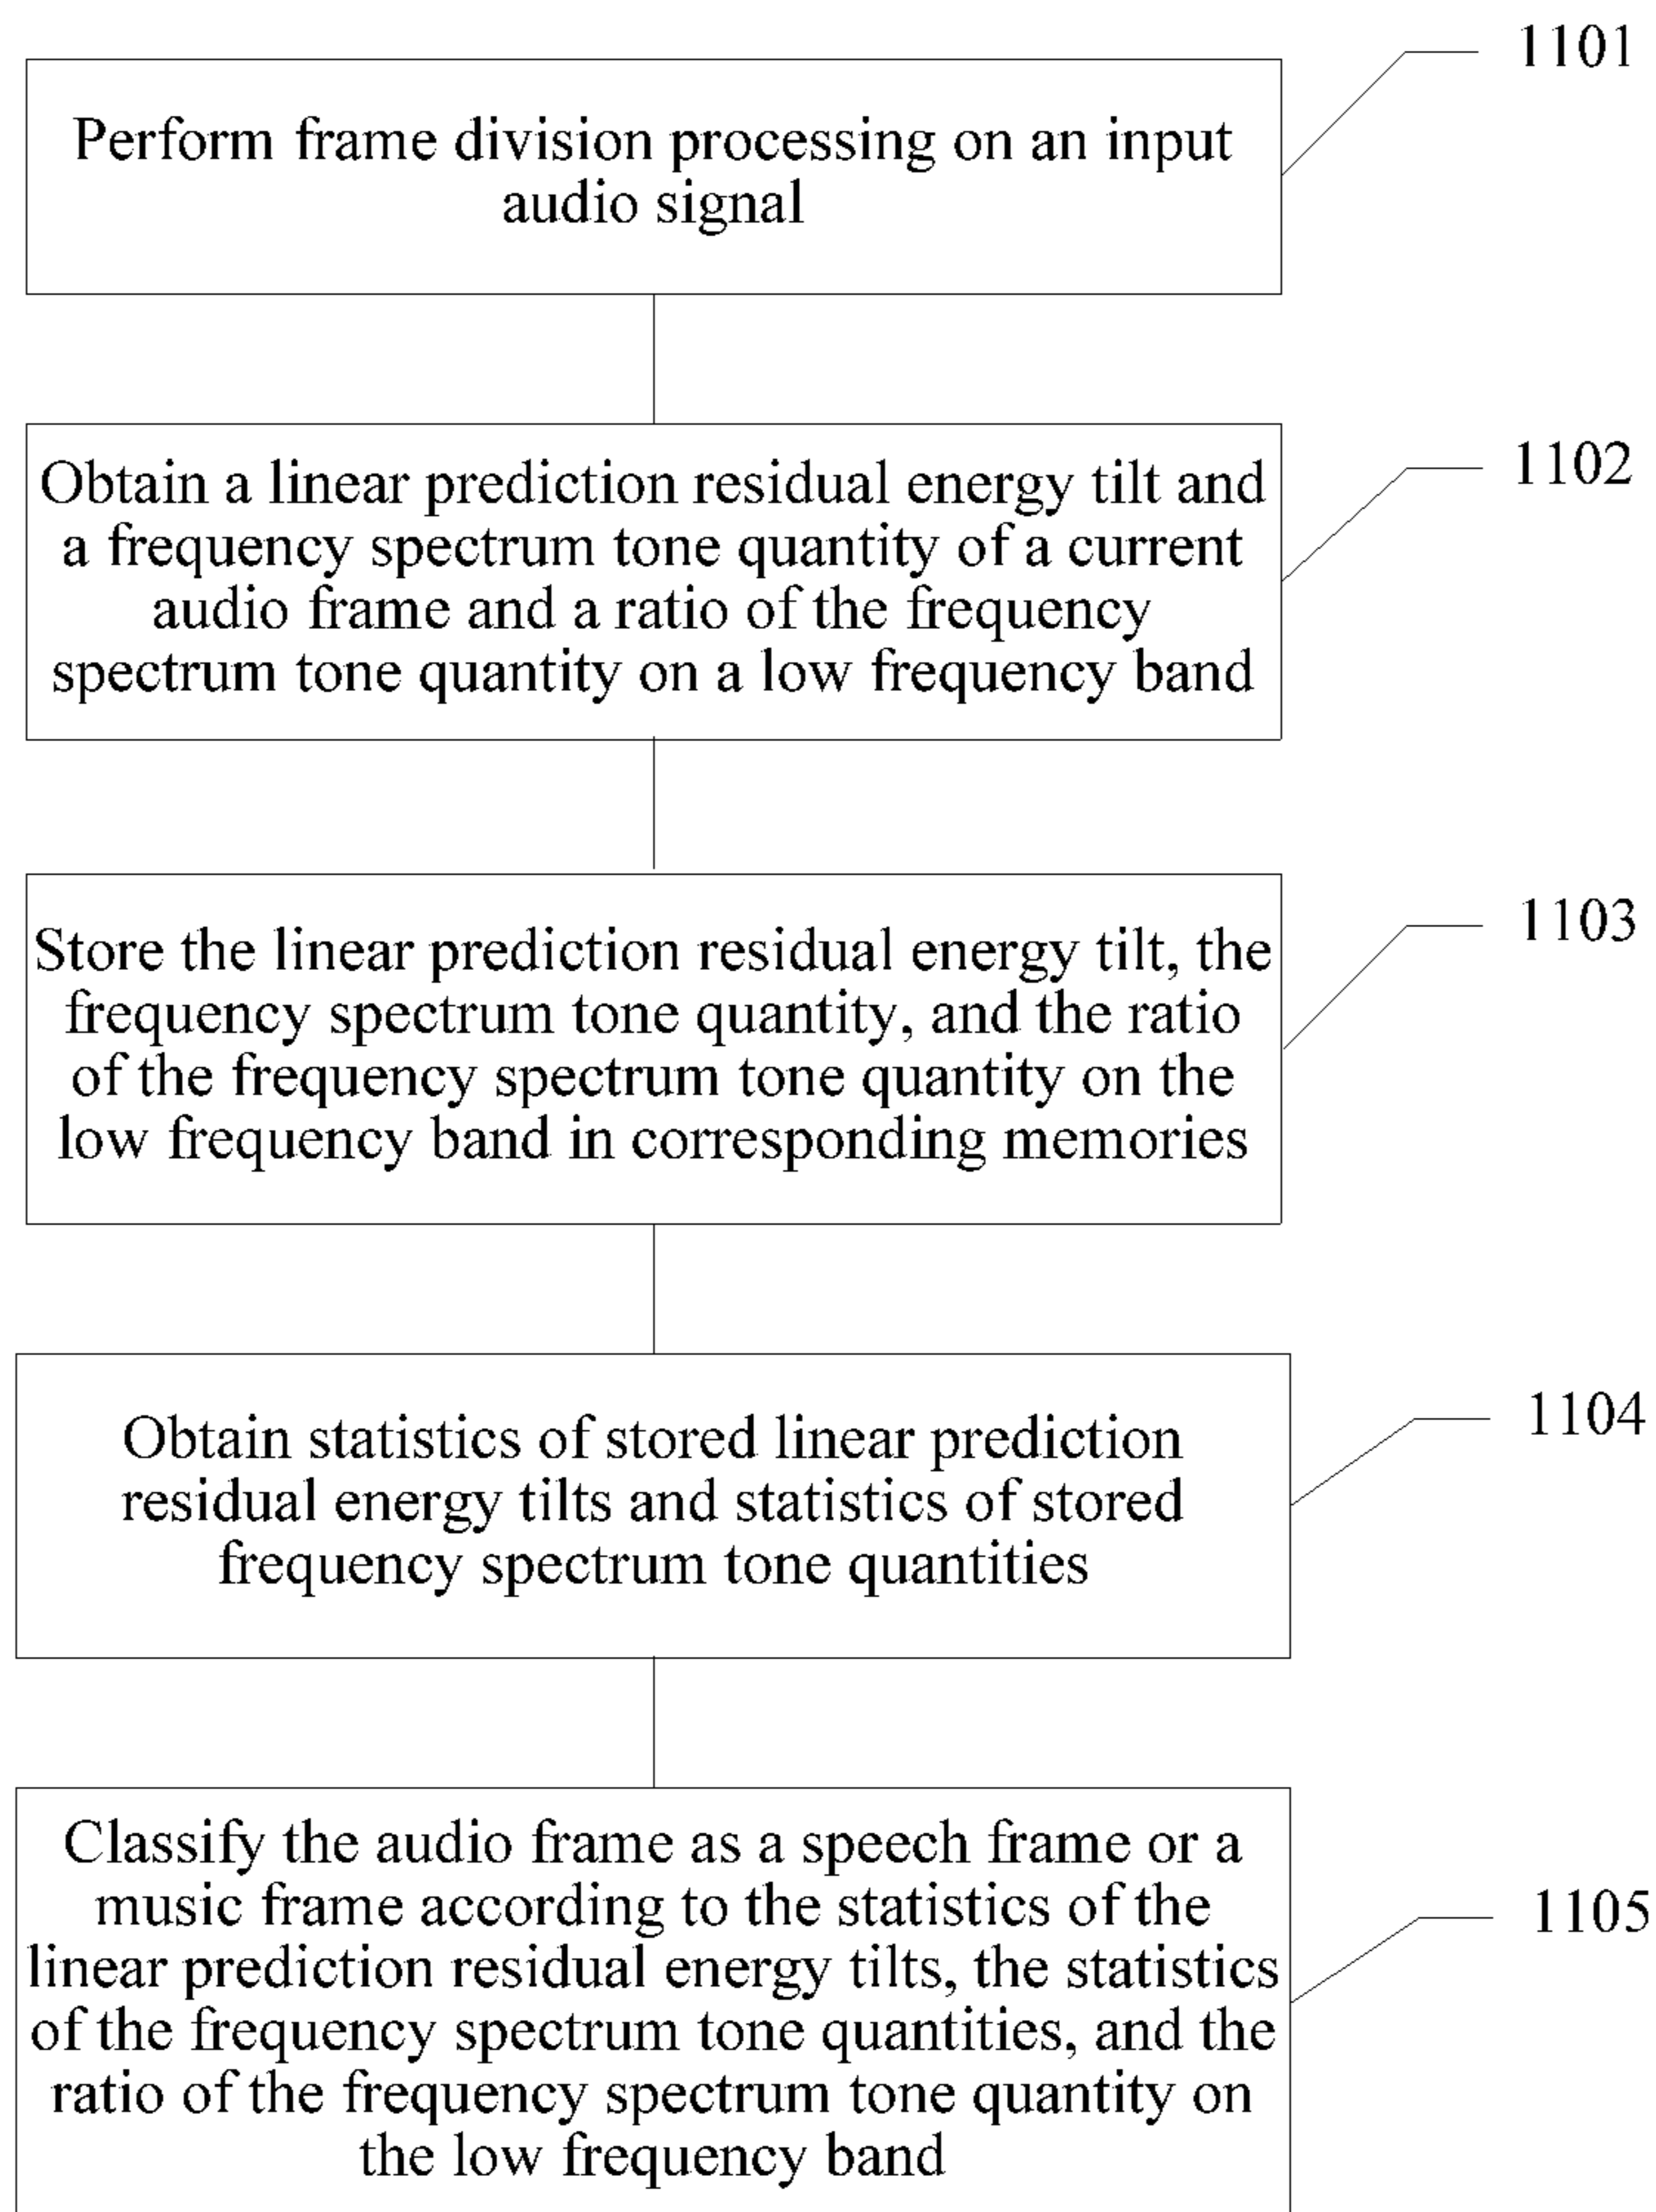 1101
Perform frame division processing on an input
audio signal
1102
Obtain a linear prediction residual energy tilt and
a frequency spectrum tone quantity of a current
audio frame and a ratio of the frequency
spectrum tone quantity on a low frequency band
1103
Store the linear prediction residual energy tilt, the
frequency spectrum tone quantity, and the ratio
of the frequency spectrum tone quantity on the
low frequency band in corresponding memories
1104
Obtain statistics of stored linear prediction
residual energy tilts and statistics of stored
frequency spectrum tone quantities
1105
Classify the audio frame as a speech frame or a
music frame according to the statistics of the
linear prediction residual energy tilts, the statistics
of the frequency spectrum tone quantities, and the
ratio of the frequency spectrum tone quantity on
the low frequency band